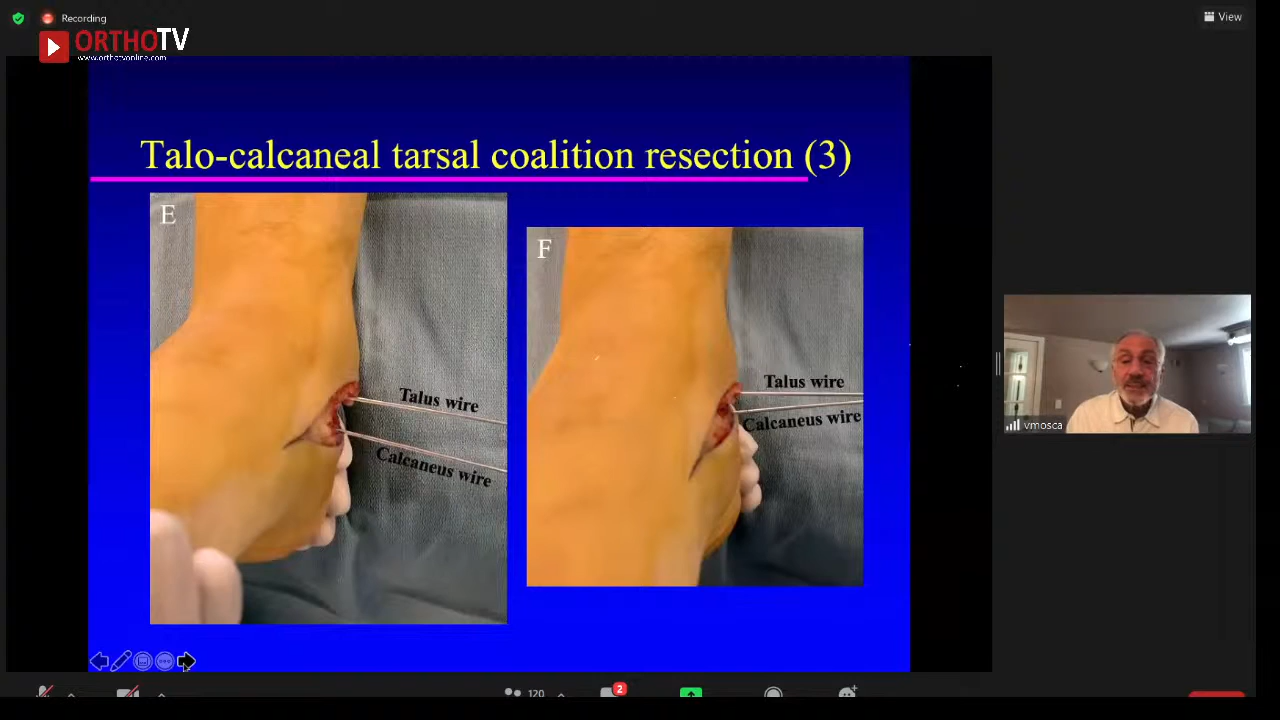 Recording
View
ORTHOTV
www.orthotvonline.com
Talo-calcaneal tarsal coalition resection (3)
E
F
Talus wire
Calcaneus wire
Talus wire
Calcaneus wire
vmosca
120
2